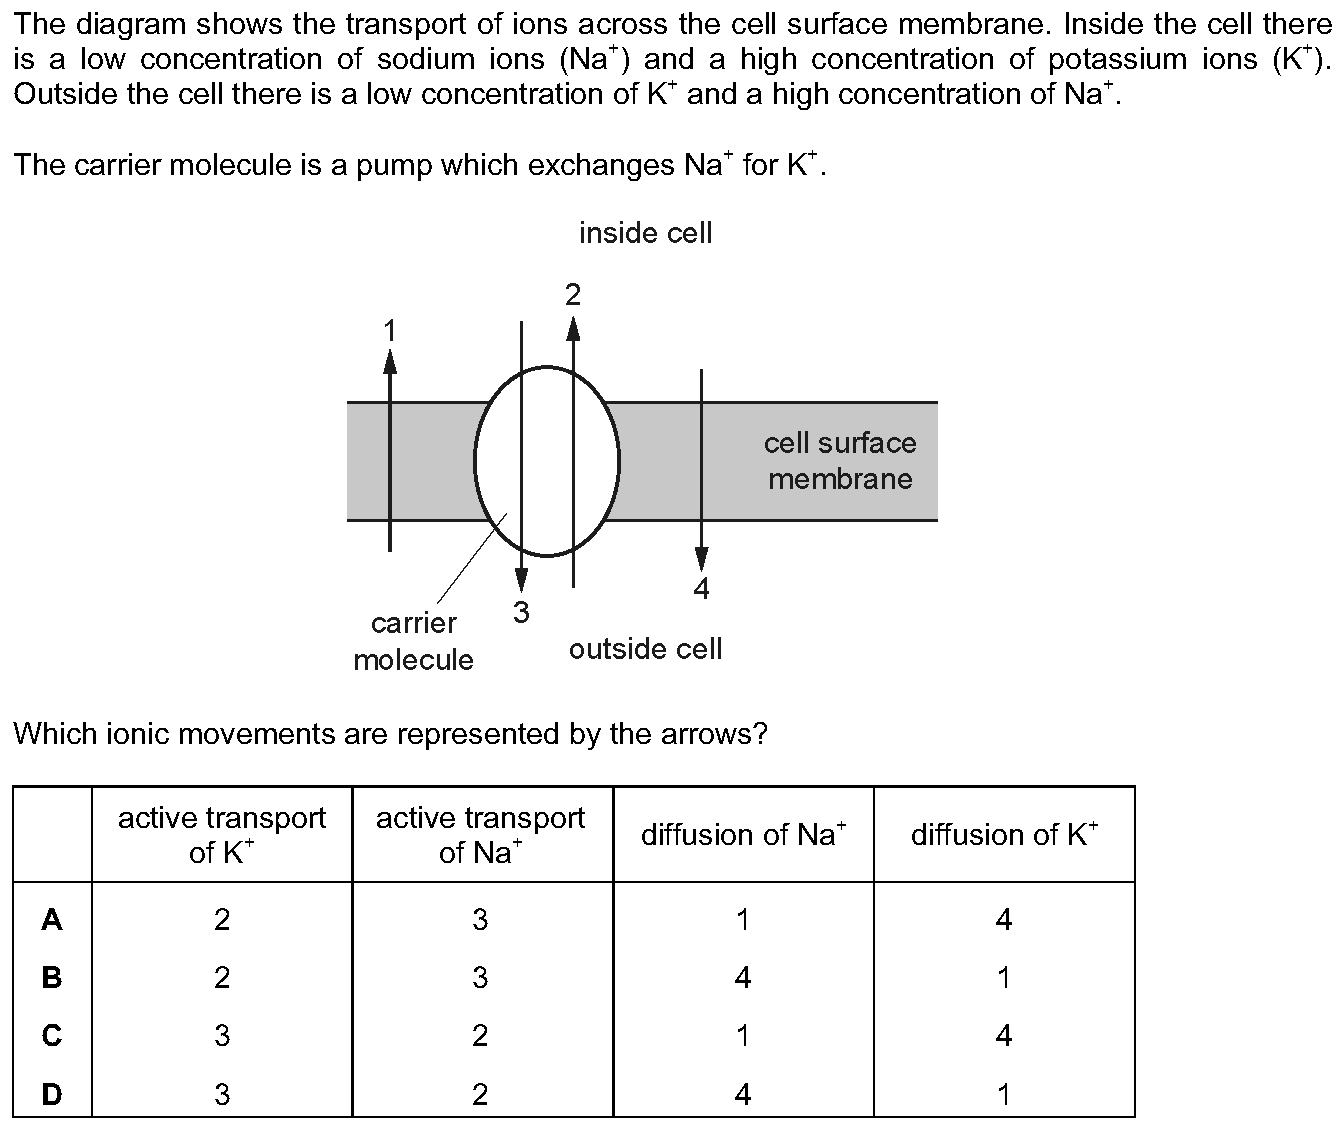 The diagram shows the transport of ions across the cell surface membrane. Inside the cell there
is a low concentration of sodium ions (Na⁺) and a high concentration of potassium ions (K⁺).
Outside the cell there is a low concentration of K⁺ and a high concentration of Na⁺.
The carrier molecule is a pump which exchanges Na⁺ for K⁺.
inside cell
2
1
cell surface
membrane
4
3
carrier
molecule
outside cell
Which ionic movements are represented by the arrows?
active transport of K⁺ active transport of Na⁺ diffusion of Na⁺ diffusion of K⁺
A 2 3 1 4
B 2 3 4 1
C 3 2 1 4
D 3 2 4 1